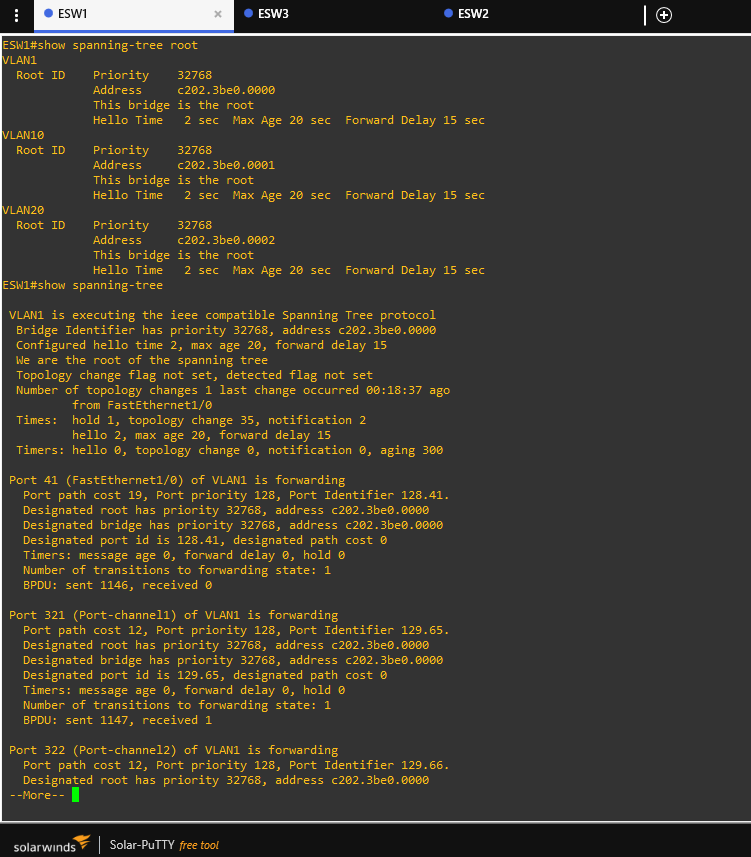 ESW1
ESW3
ESW2
ESW1#show spanning-tree root
VLAN1
  Root ID    Priority    32768
             Address     c202.3be0.0000
             This bridge is the root
             Hello Time   2 sec  Max Age 20 sec  Forward Delay 15 sec
VLAN10
  Root ID    Priority    32768
             Address     c202.3be0.0001
             This bridge is the root
             Hello Time   2 sec  Max Age 20 sec  Forward Delay 15 sec
VLAN20
  Root ID    Priority    32768
             Address     c202.3be0.0002
             This bridge is the root
             Hello Time   2 sec  Max Age 20 sec  Forward Delay 15 sec
ESW1#show spanning-tree
 VLAN1 is executing the ieee compatible Spanning Tree protocol
  Bridge Identifier has priority 32768, address c202.3be0.0000
  Configured hello time 2, max age 20, forward delay 15
  We are the root of the spanning tree
  Topology change flag not set, detected flag not set
  Number of topology changes 1 last change occurred 00:18:37 ago
          from FastEthernet1/0
  Times:  hold 1, topology change 35, notification 2
          hello 2, max age 20, forward delay 15
  Timers: hello 0, topology change 0, notification 0, aging 300
 Port 41 (FastEthernet1/0) of VLAN1 is forwarding
   Port path cost 19, Port priority 128, Port Identifier 128.41.
   Designated root has priority 32768, address c202.3be0.0000
   Designated bridge has priority 32768, address c202.3be0.0000
   Designated port id is 128.41, designated path cost 0
   Timers: message age 0, forward delay 0, hold 0
   Number of transitions to forwarding state: 1
   BPDU: sent 1146, received 0
 Port 321 (Port-channel1) of VLAN1 is forwarding
   Port path cost 12, Port priority 128, Port Identifier 129.65.
   Designated root has priority 32768, address c202.3be0.0000
   Designated bridge has priority 32768, address c202.3be0.0000
   Designated port id is 129.65, designated path cost 0
   Timers: message age 0, forward delay 0, hold 0
   Number of transitions to forwarding state: 1
   BPDU: sent 1147, received 1
 Port 322 (Port-channel2) of VLAN1 is forwarding
   Port path cost 12, Port priority 128, Port Identifier 129.66.
   Designated root has priority 32768, address c202.3be0.0000
 --More--
solarwinds Solar-PuTTY free tool